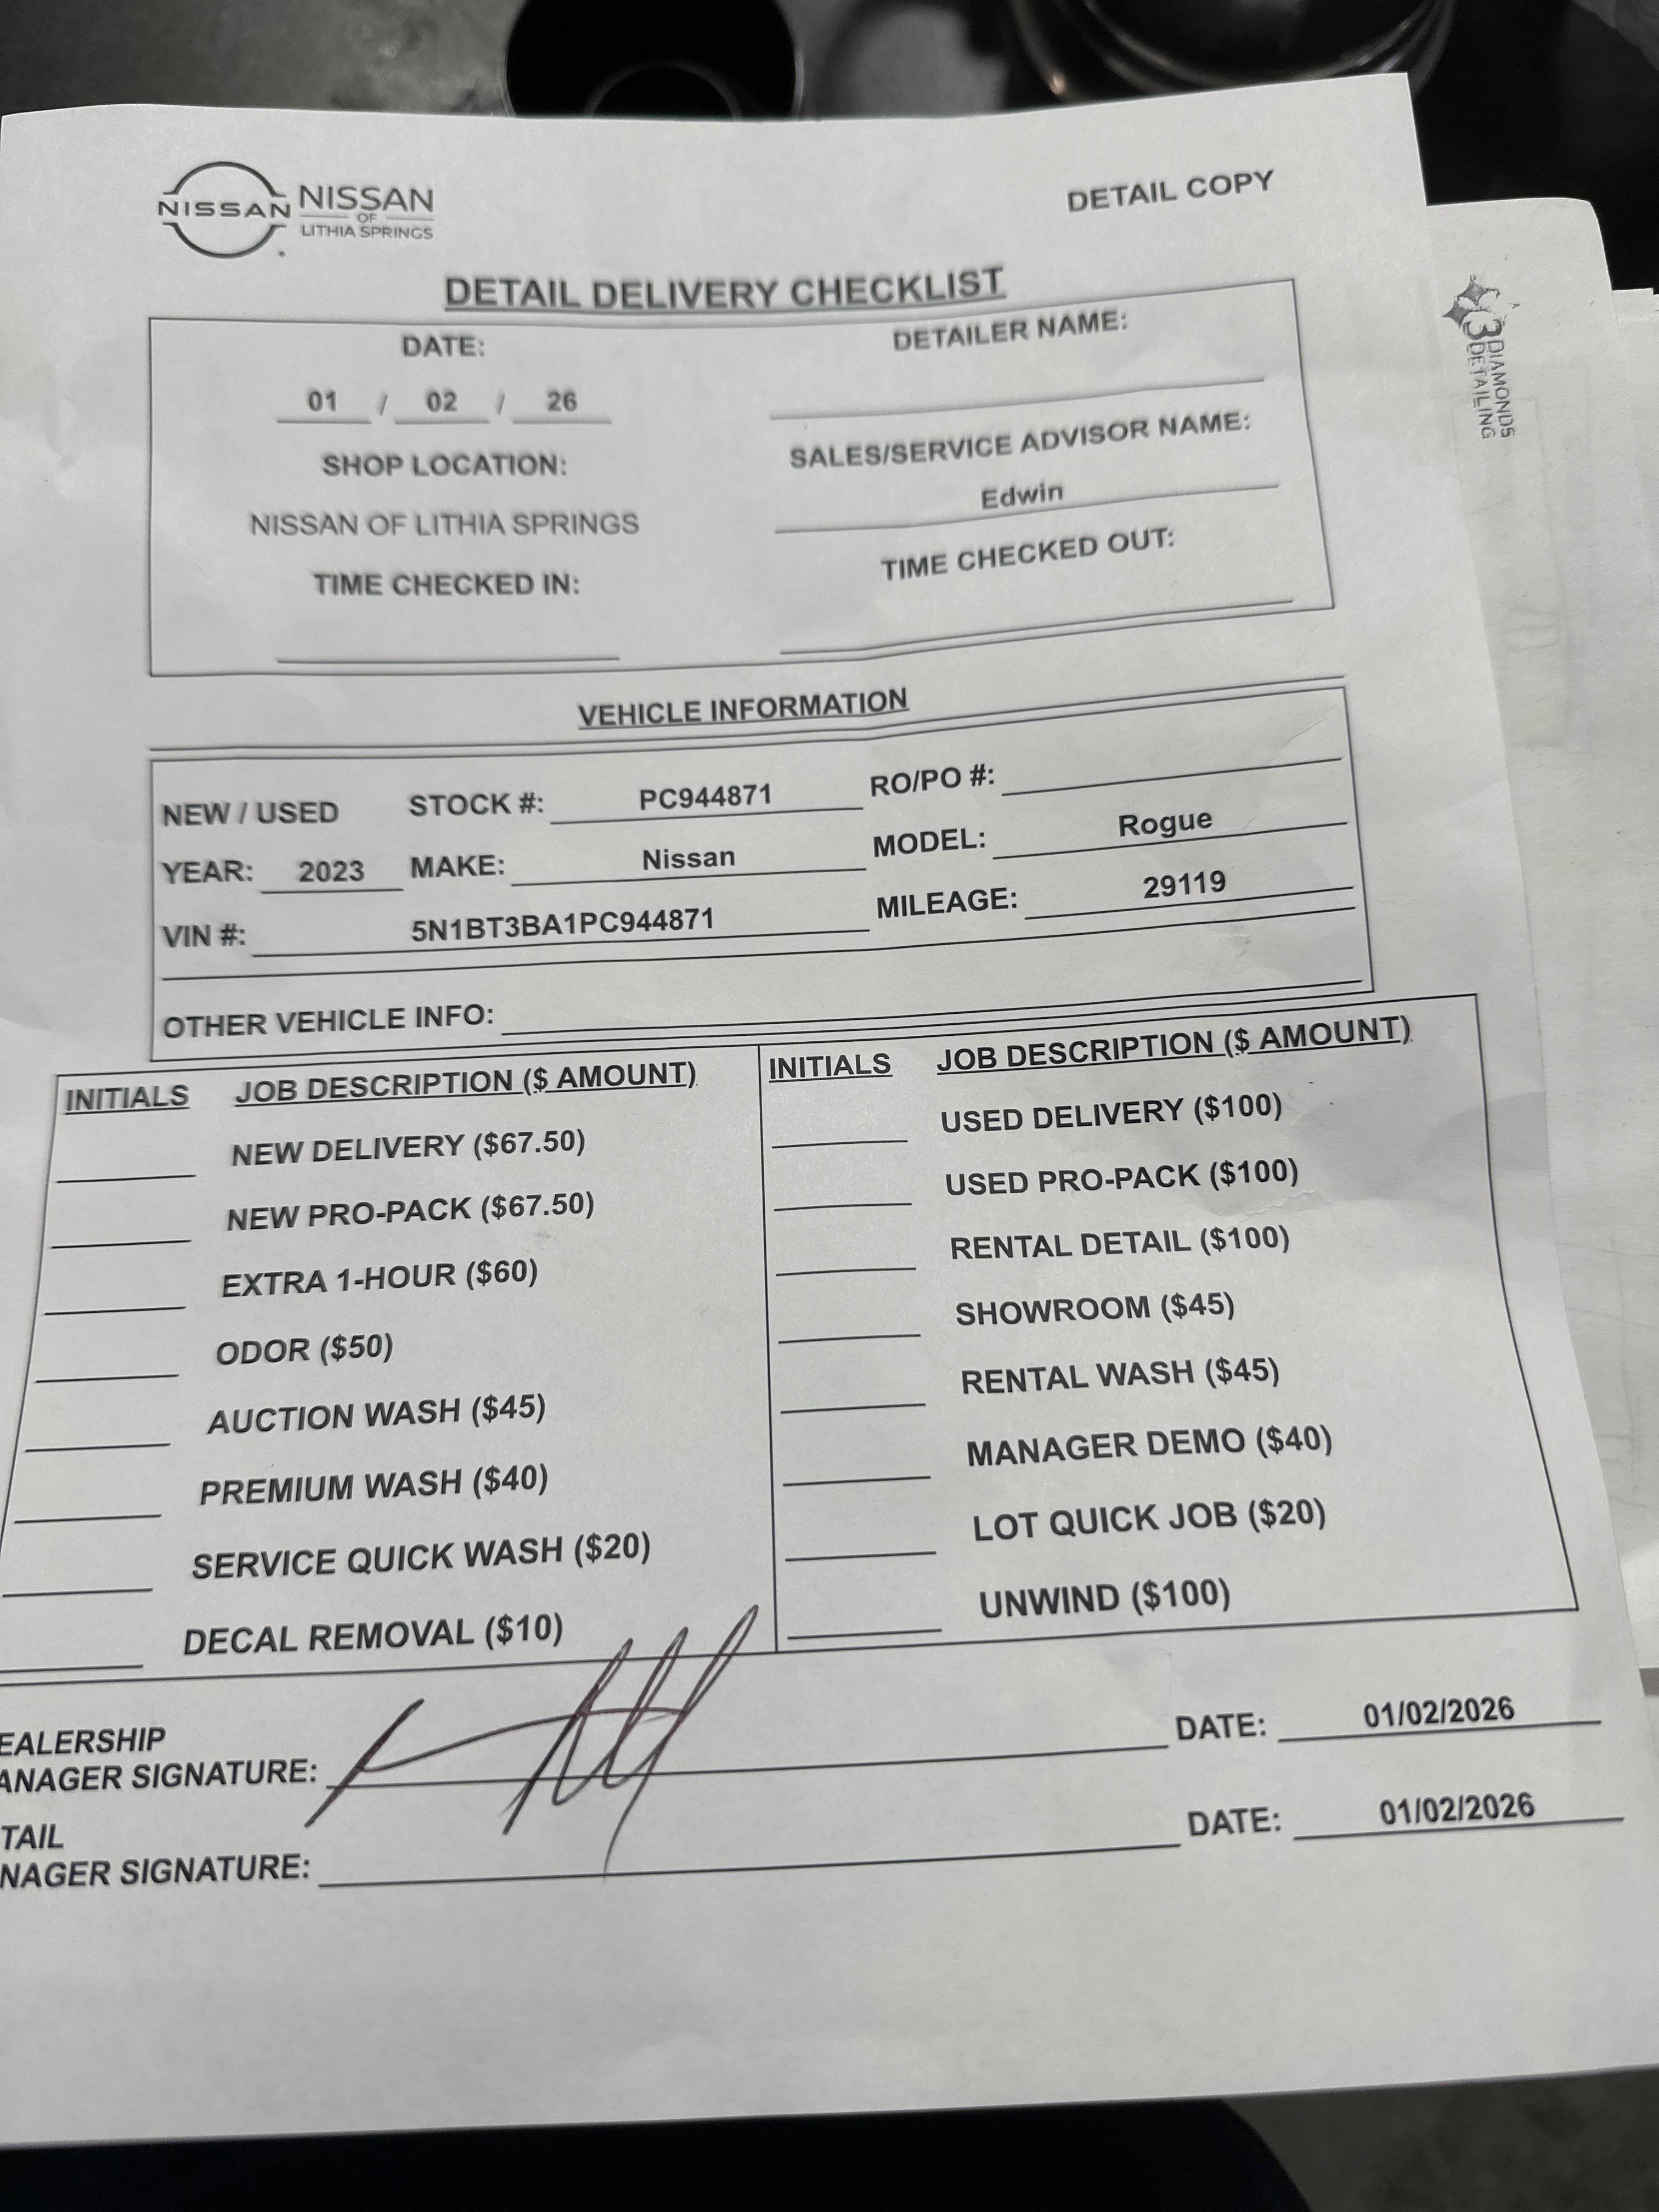 NISSAN NISSAN
OF
LITHIA SPRINGS
DETAIL COPY
DETAIL DELIVERY CHECKLIST
DATE:
01 / 02 / 26
SHOP LOCATION:
NISSAN OF LITHIA SPRINGS
TIME CHECKED IN:
DETAILER NAME:
SALES/SERVICE ADVISOR NAME:
Edwin
TIME CHECKED OUT:
3 DIAMONDS
DETAILING
VEHICLE INFORMATION
NEW / USED STOCK #: PC944871 RO/PO #:
YEAR: 2023 MAKE: Nissan MODEL: Rogue
VIN #: 5N1BT3BA1PC944871 MILEAGE: 29119
OTHER VEHICLE INFO:
INITIALS JOB DESCRIPTION ($ AMOUNT)
NEW DELIVERY ($67.50)
NEW PRO-PACK ($67.50)
EXTRA 1-HOUR ($60)
ODOR ($50)
AUCTION WASH ($45)
PREMIUM WASH ($40)
SERVICE QUICK WASH ($20)
DECAL REMOVAL ($10)
INITIALS JOB DESCRIPTION ($ AMOUNT)
USED DELIVERY ($100)
USED PRO-PACK ($100)
RENTAL DETAIL ($100)
SHOWROOM ($45)
RENTAL WASH ($45)
MANAGER DEMO ($40)
LOT QUICK JOB ($20)
UNWIND ($100)
EALERSHIP
ANAGER SIGNATURE: DATE: 01/02/2026
TAIL
NAGER SIGNATURE: DATE: 01/02/2026